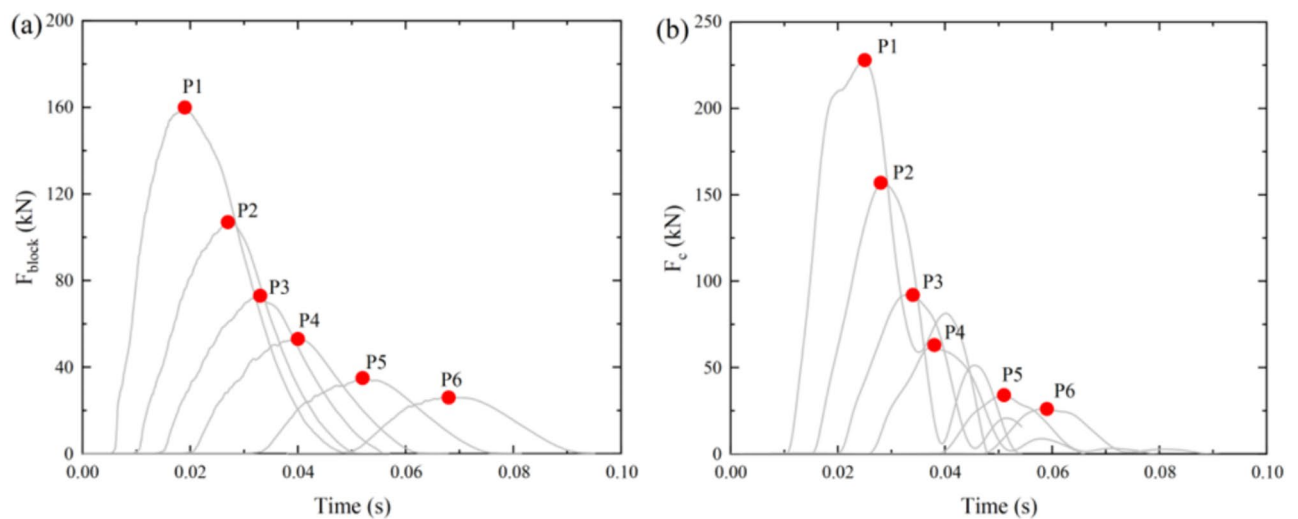 (a)
200
160
120
80
40
0
F_block (kN)
P1
P2
P3
P4
P5
P6
0.00 0.02 0.04 0.06 0.08 0.10
Time (s)
(b)
250
200
150
100
50
0
F_c (kN)
P1
P2
P3
P4
P5
P6
0.00 0.02 0.04 0.06 0.08 0.10
Time (s)